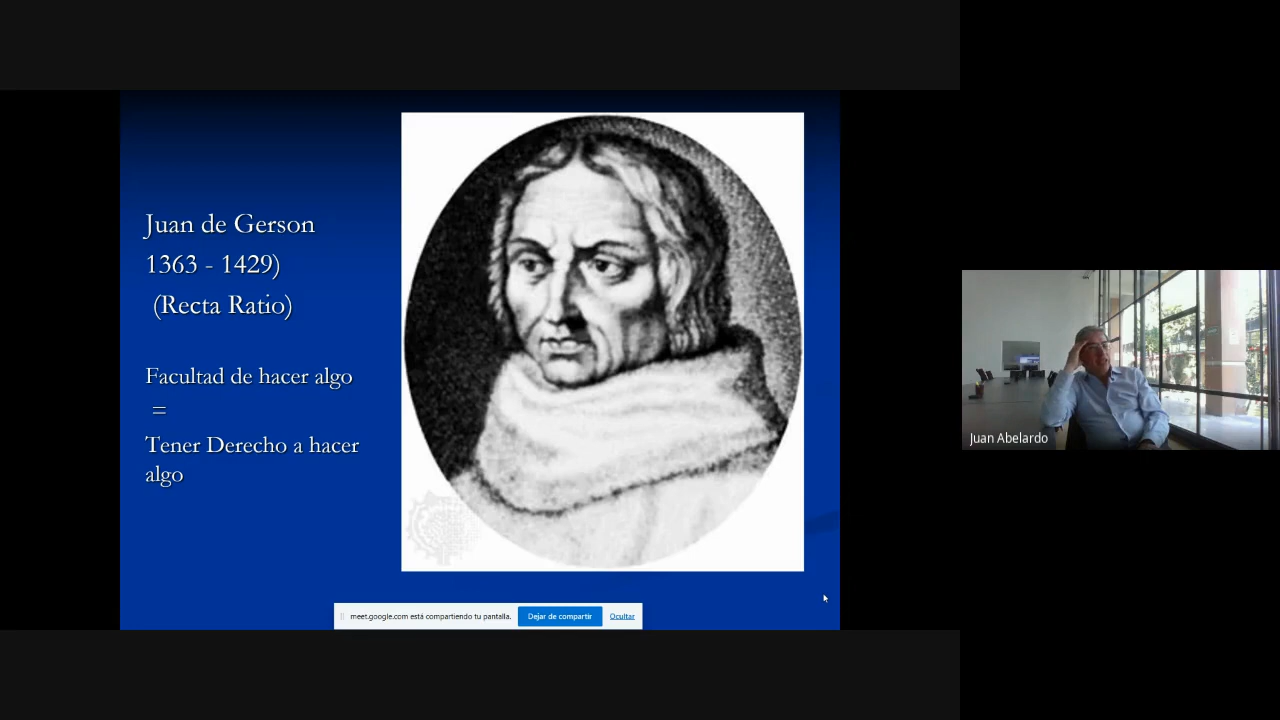 Juan de Gerson
1363 - 1429)
(Recta Ratio)
Facultad de hacer algo
=
Tener Derecho a hacer
algo
meet.google.com está compartiendo tu pantalla.
Dejar de compartir
Ocultar
Juan Abelardo